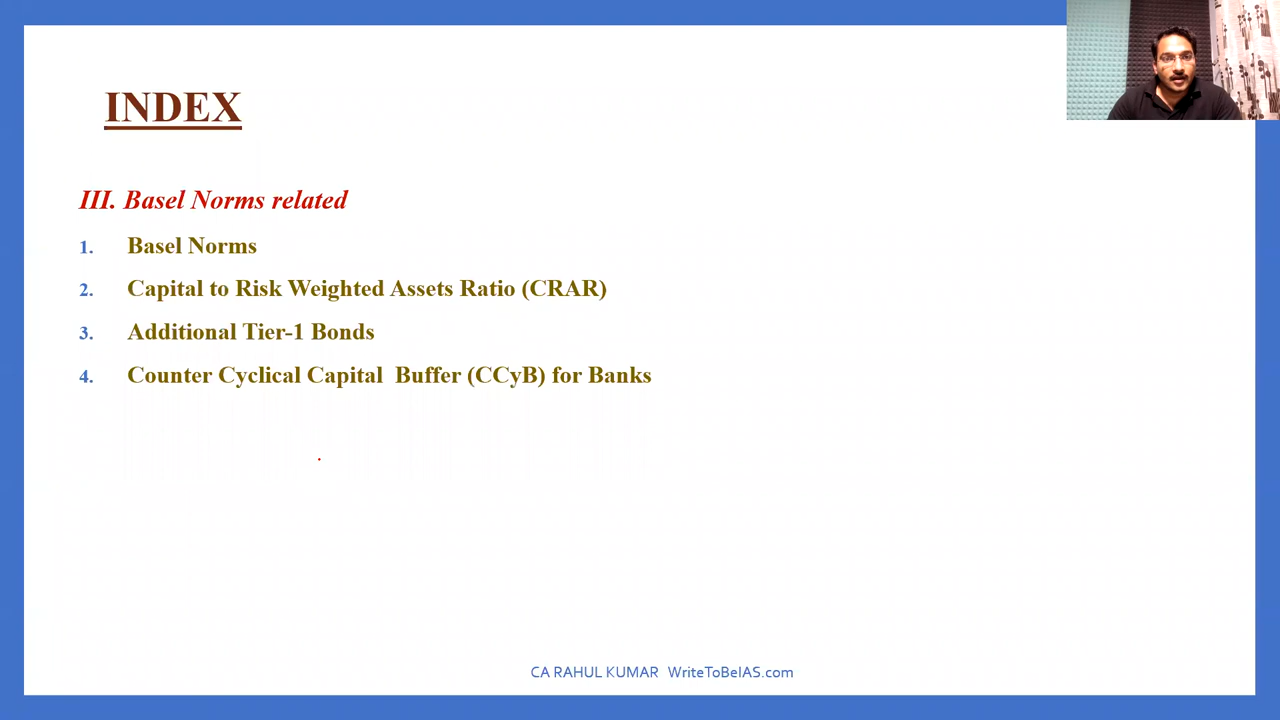 INDEX
III. Basel Norms related
1. Basel Norms
2. Capital to Risk Weighted Assets Ratio (CRAR)
3. Additional Tier-1 Bonds
4. Counter Cyclical Capital Buffer (CCyB) for Banks
CA RAHUL KUMAR WriteToBeIAS.com